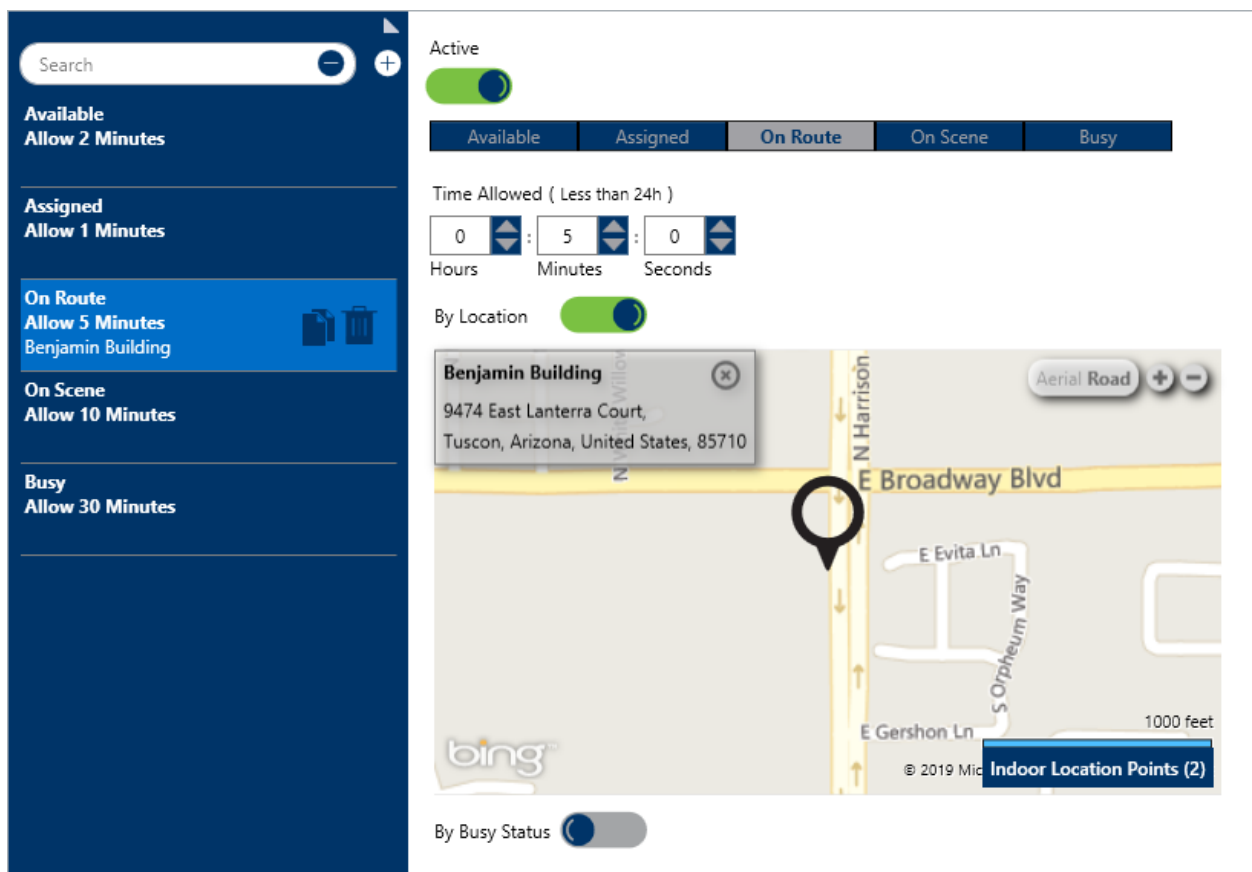 Search
Available
Allow 2 Minutes
Assigned
Allow 1 Minutes
On Route
Allow 5 Minutes
Benjamin Building
On Scene
Allow 10 Minutes
Busy
Allow 30 Minutes
Active
Available Assigned On Route On Scene Busy
Time Allowed ( Less than 24h )
0 : 5 : 0
Hours Minutes Seconds
By Location
Benjamin Building
9474 East Lanterra Court,
Tuscon, Arizona, United States, 85710
Aerial Road
N Harrison
E Broadway Blvd
E Evita Ln
S Orpheum Way
E Gershon Ln
1000 feet
bing
© 2019 Mic
Indoor Location Points (2)
By Busy Status